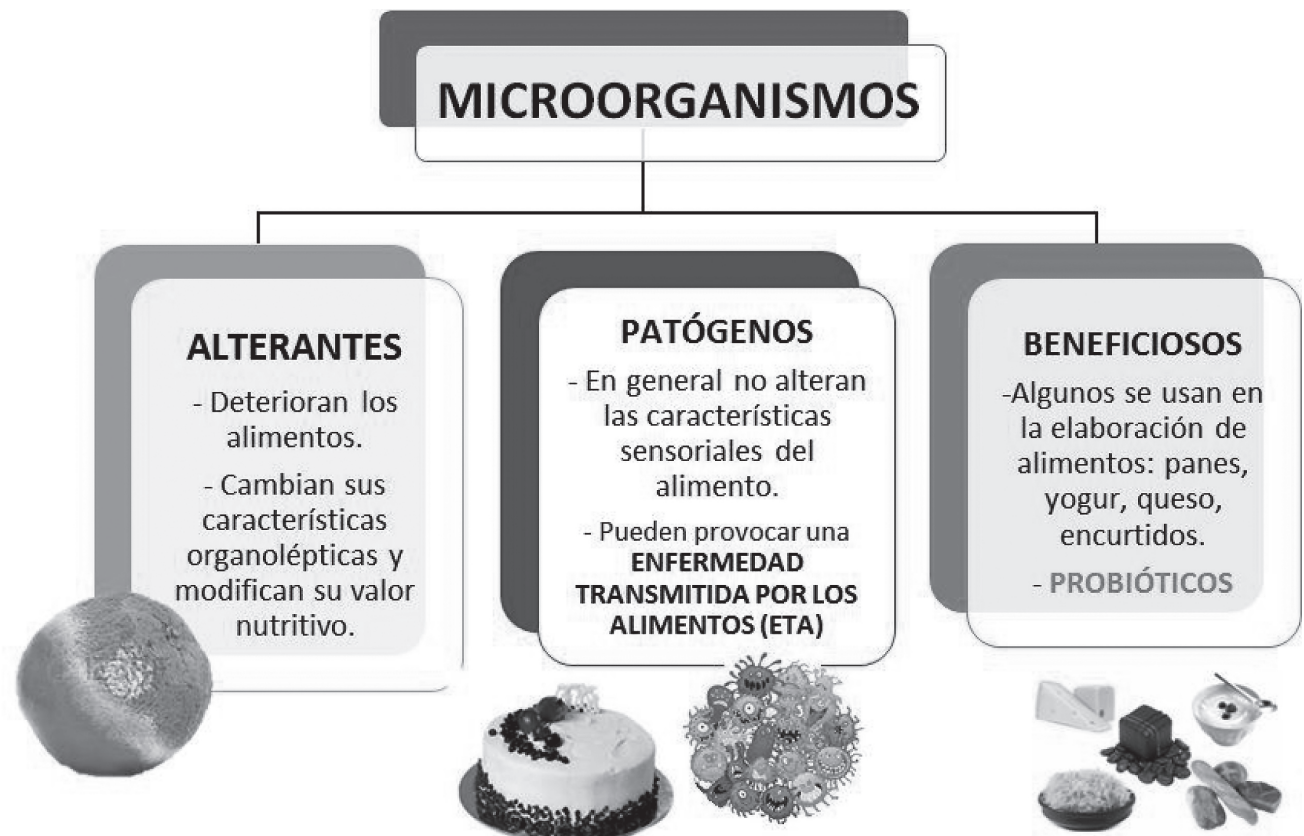 MICROORGANISMOS
ALTERANTES
- Deterioran los
alimentos.
- Cambian sus
características
organolépticas y
modifican su valor
nutritivo.
PATÓGENOS
- En general no alteran
las características
sensoriales del
alimento.
- Pueden provocar una
ENFERMEDAD
TRANSMITIDA POR LOS
ALIMENTOS (ETA)
BENEFICIOSOS
-Algunos se usan en
la elaboración de
alimentos: panes,
yogur, queso,
encurtidos.
- PROBIÓTICOS